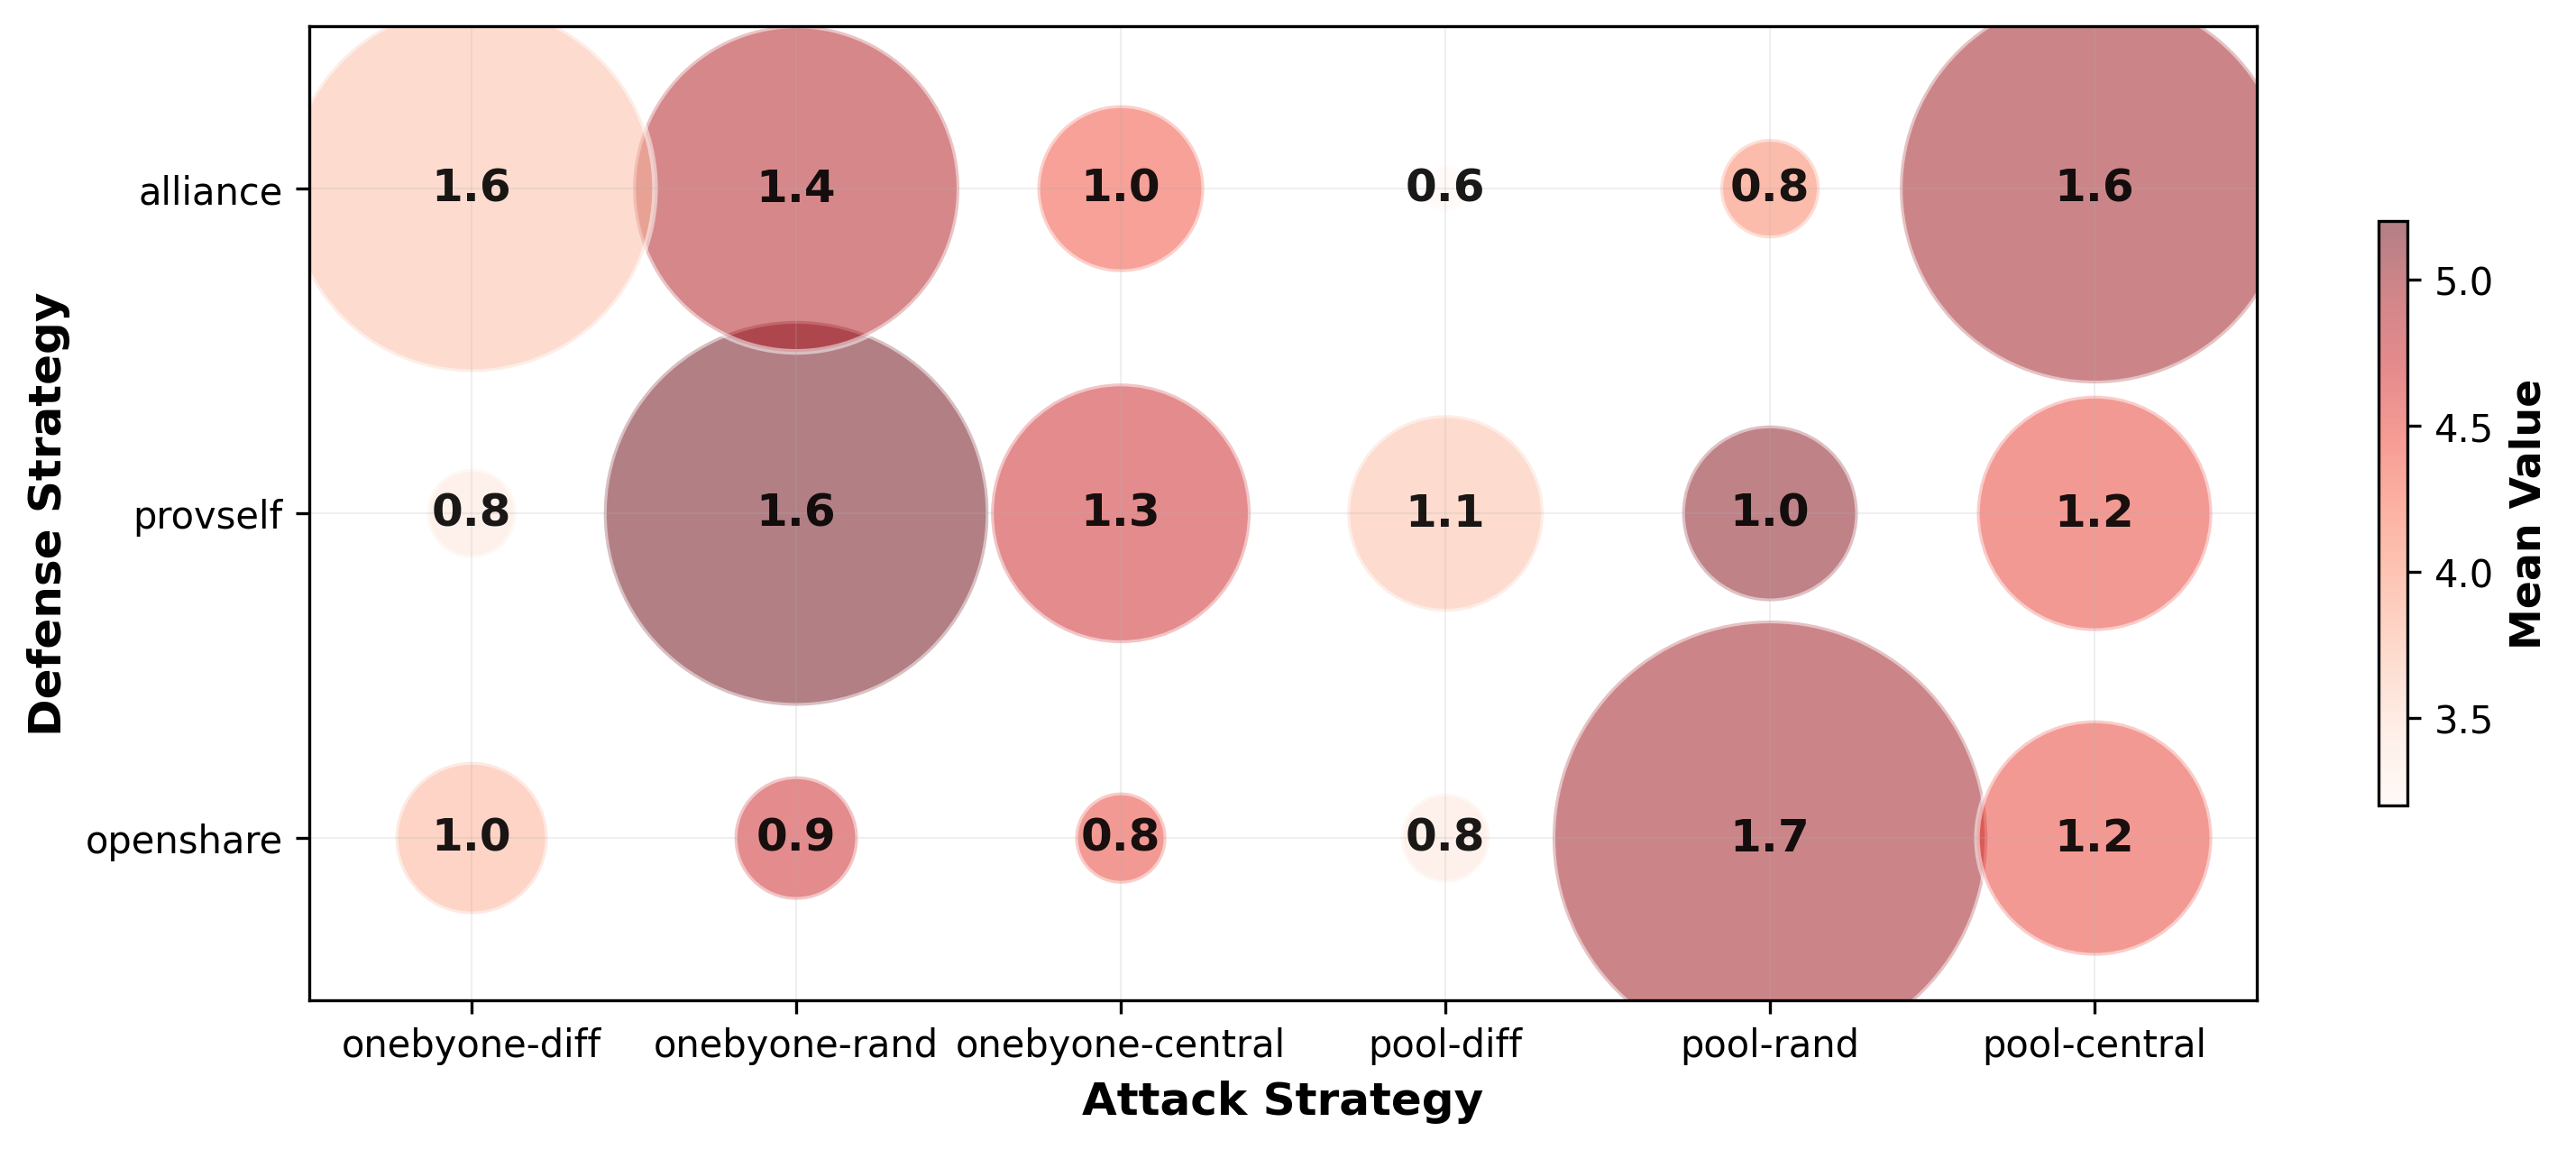 Defense Strategy
alliance
1.6
1.4
1.0
0.6
0.8
1.6
provself
0.8
1.6
1.3
1.1
1.0
1.2
openshare
1.0
0.9
0.8
0.8
1.7
1.2
onebyone-diff
onebyone-rand
onebyone-central
pool-diff
pool-rand
pool-central
Attack Strategy
5.0
4.5
4.0
3.5
Mean Value